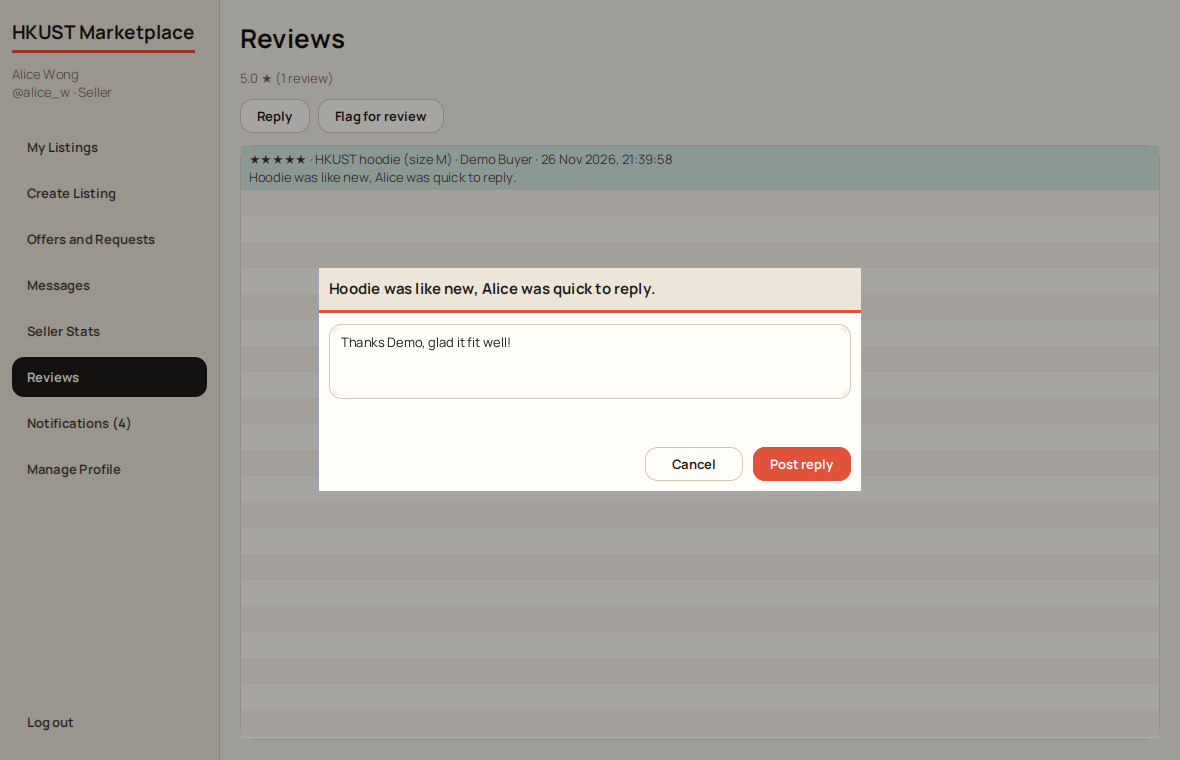 HKUST Marketplace
Alice Wong
@alice_w · Seller
My Listings
Create Listing
Offers and Requests
Messages
Seller Stats
Reviews
Notifications (4)
Manage Profile
Log out
Reviews
5.0 ★ (1 review)
Reply
Flag for review
★★★★★ · HKUST hoodie (size M) · Demo Buyer · 26 Nov 2026, 21:39:58
Hoodie was like new, Alice was quick to reply.
Hoodie was like new, Alice was quick to reply.
Thanks Demo, glad it fit well!
Cancel
Post reply